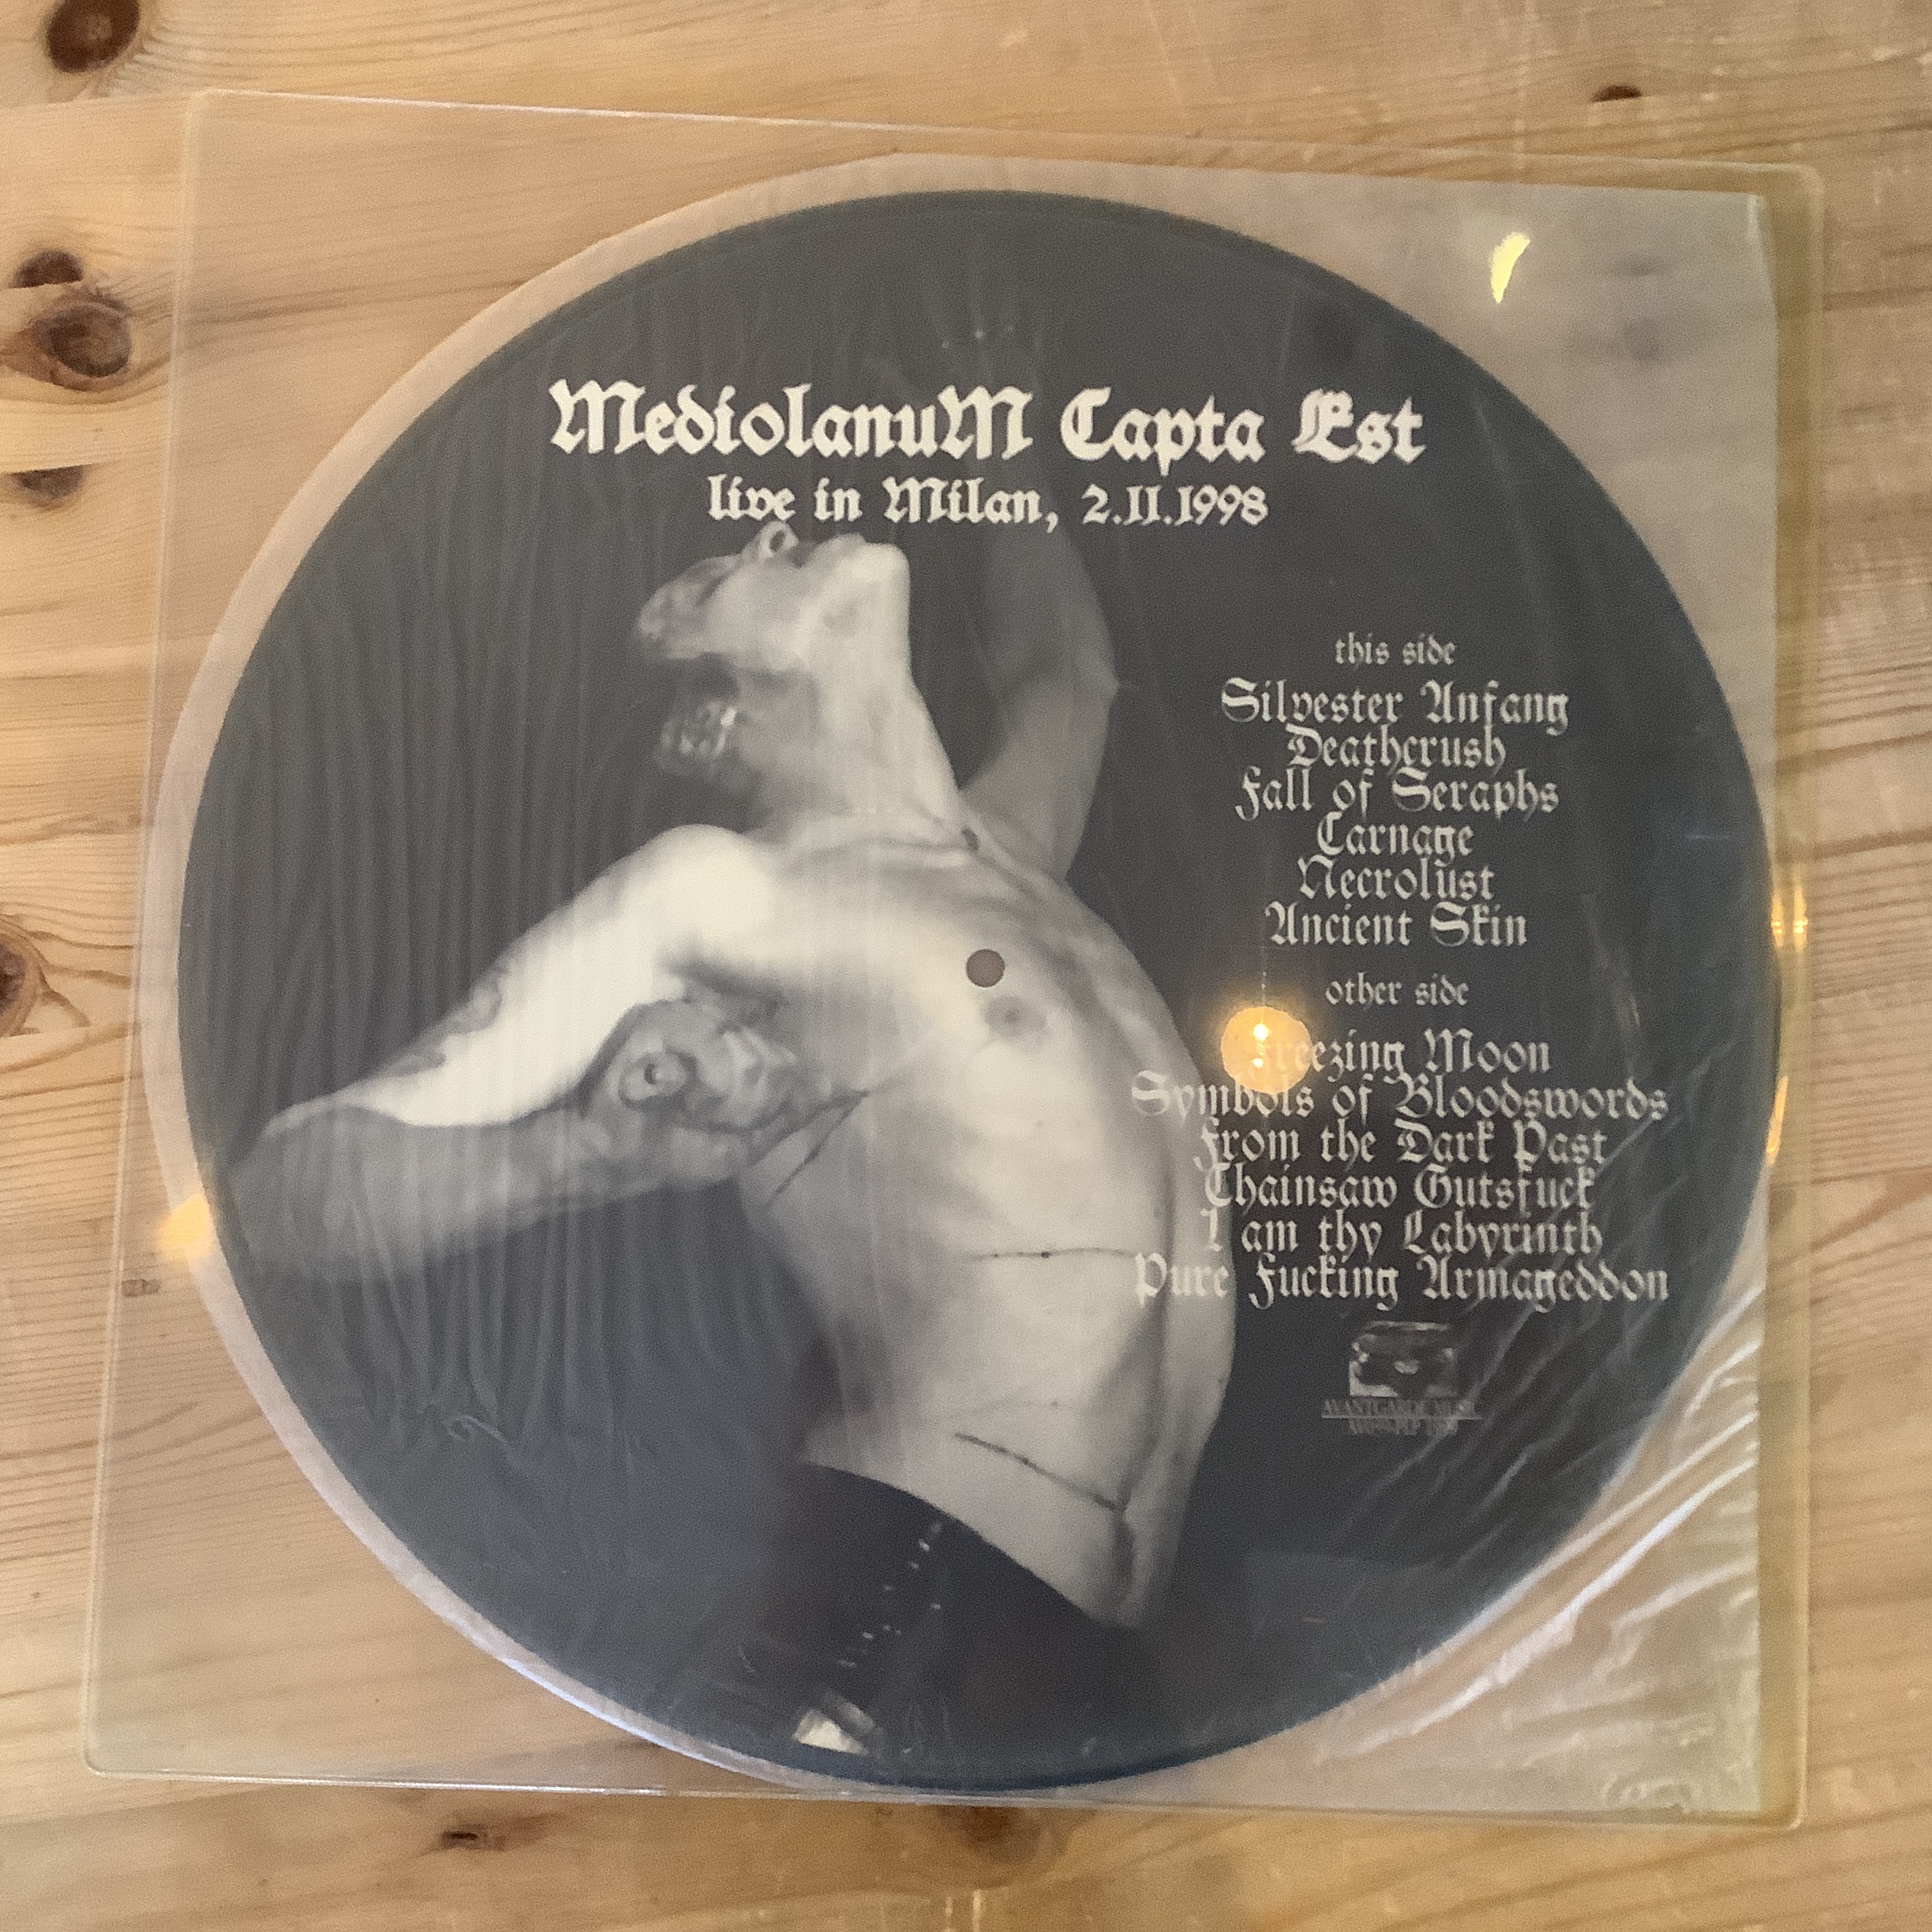 MediolanuM Capta Est
live in Milan, 2.II.1998
this side
Silvester Anfang
Deathcrush
Fall of Seraphs
Carnage
Necrolust
Ancient Skin
other side
Freezing Moon
Symbols of Bloodswords
From the Dark Past
Chainsaw Gutsfuck
I am thy Labyrinth
Pure Fucking Armageddon
AVANTGARDE MUSIC